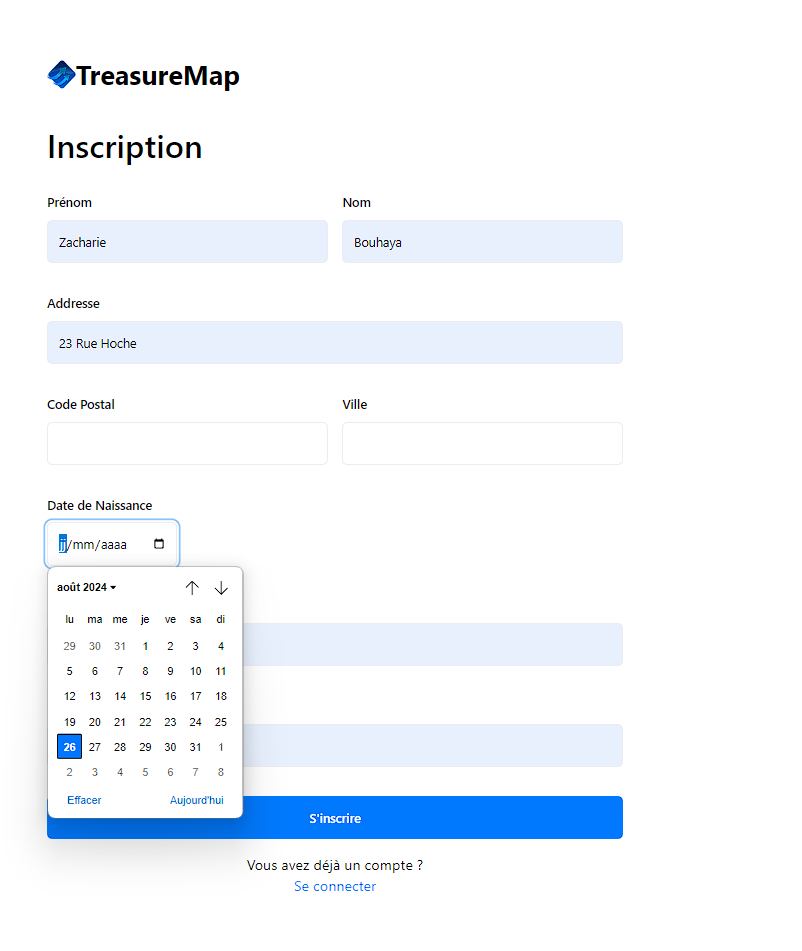 TreasureMap
Inscription
Prénom Nom
Zacharie Bouhaya
Addresse
23 Rue Hoche
Code Postal Ville
Date de Naissance
jj/mm/aaaa
août 2024
lu ma me je ve sa di
29 30 31 1 2 3 4
5 6 7 8 9 10 11
12 13 14 15 16 17 18
19 20 21 22 23 24 25
26 27 28 29 30 31 1
2 3 4 5 6 7 8
Effacer Aujourd'hui
S'inscrire
Vous avez déjà un compte ?
Se connecter